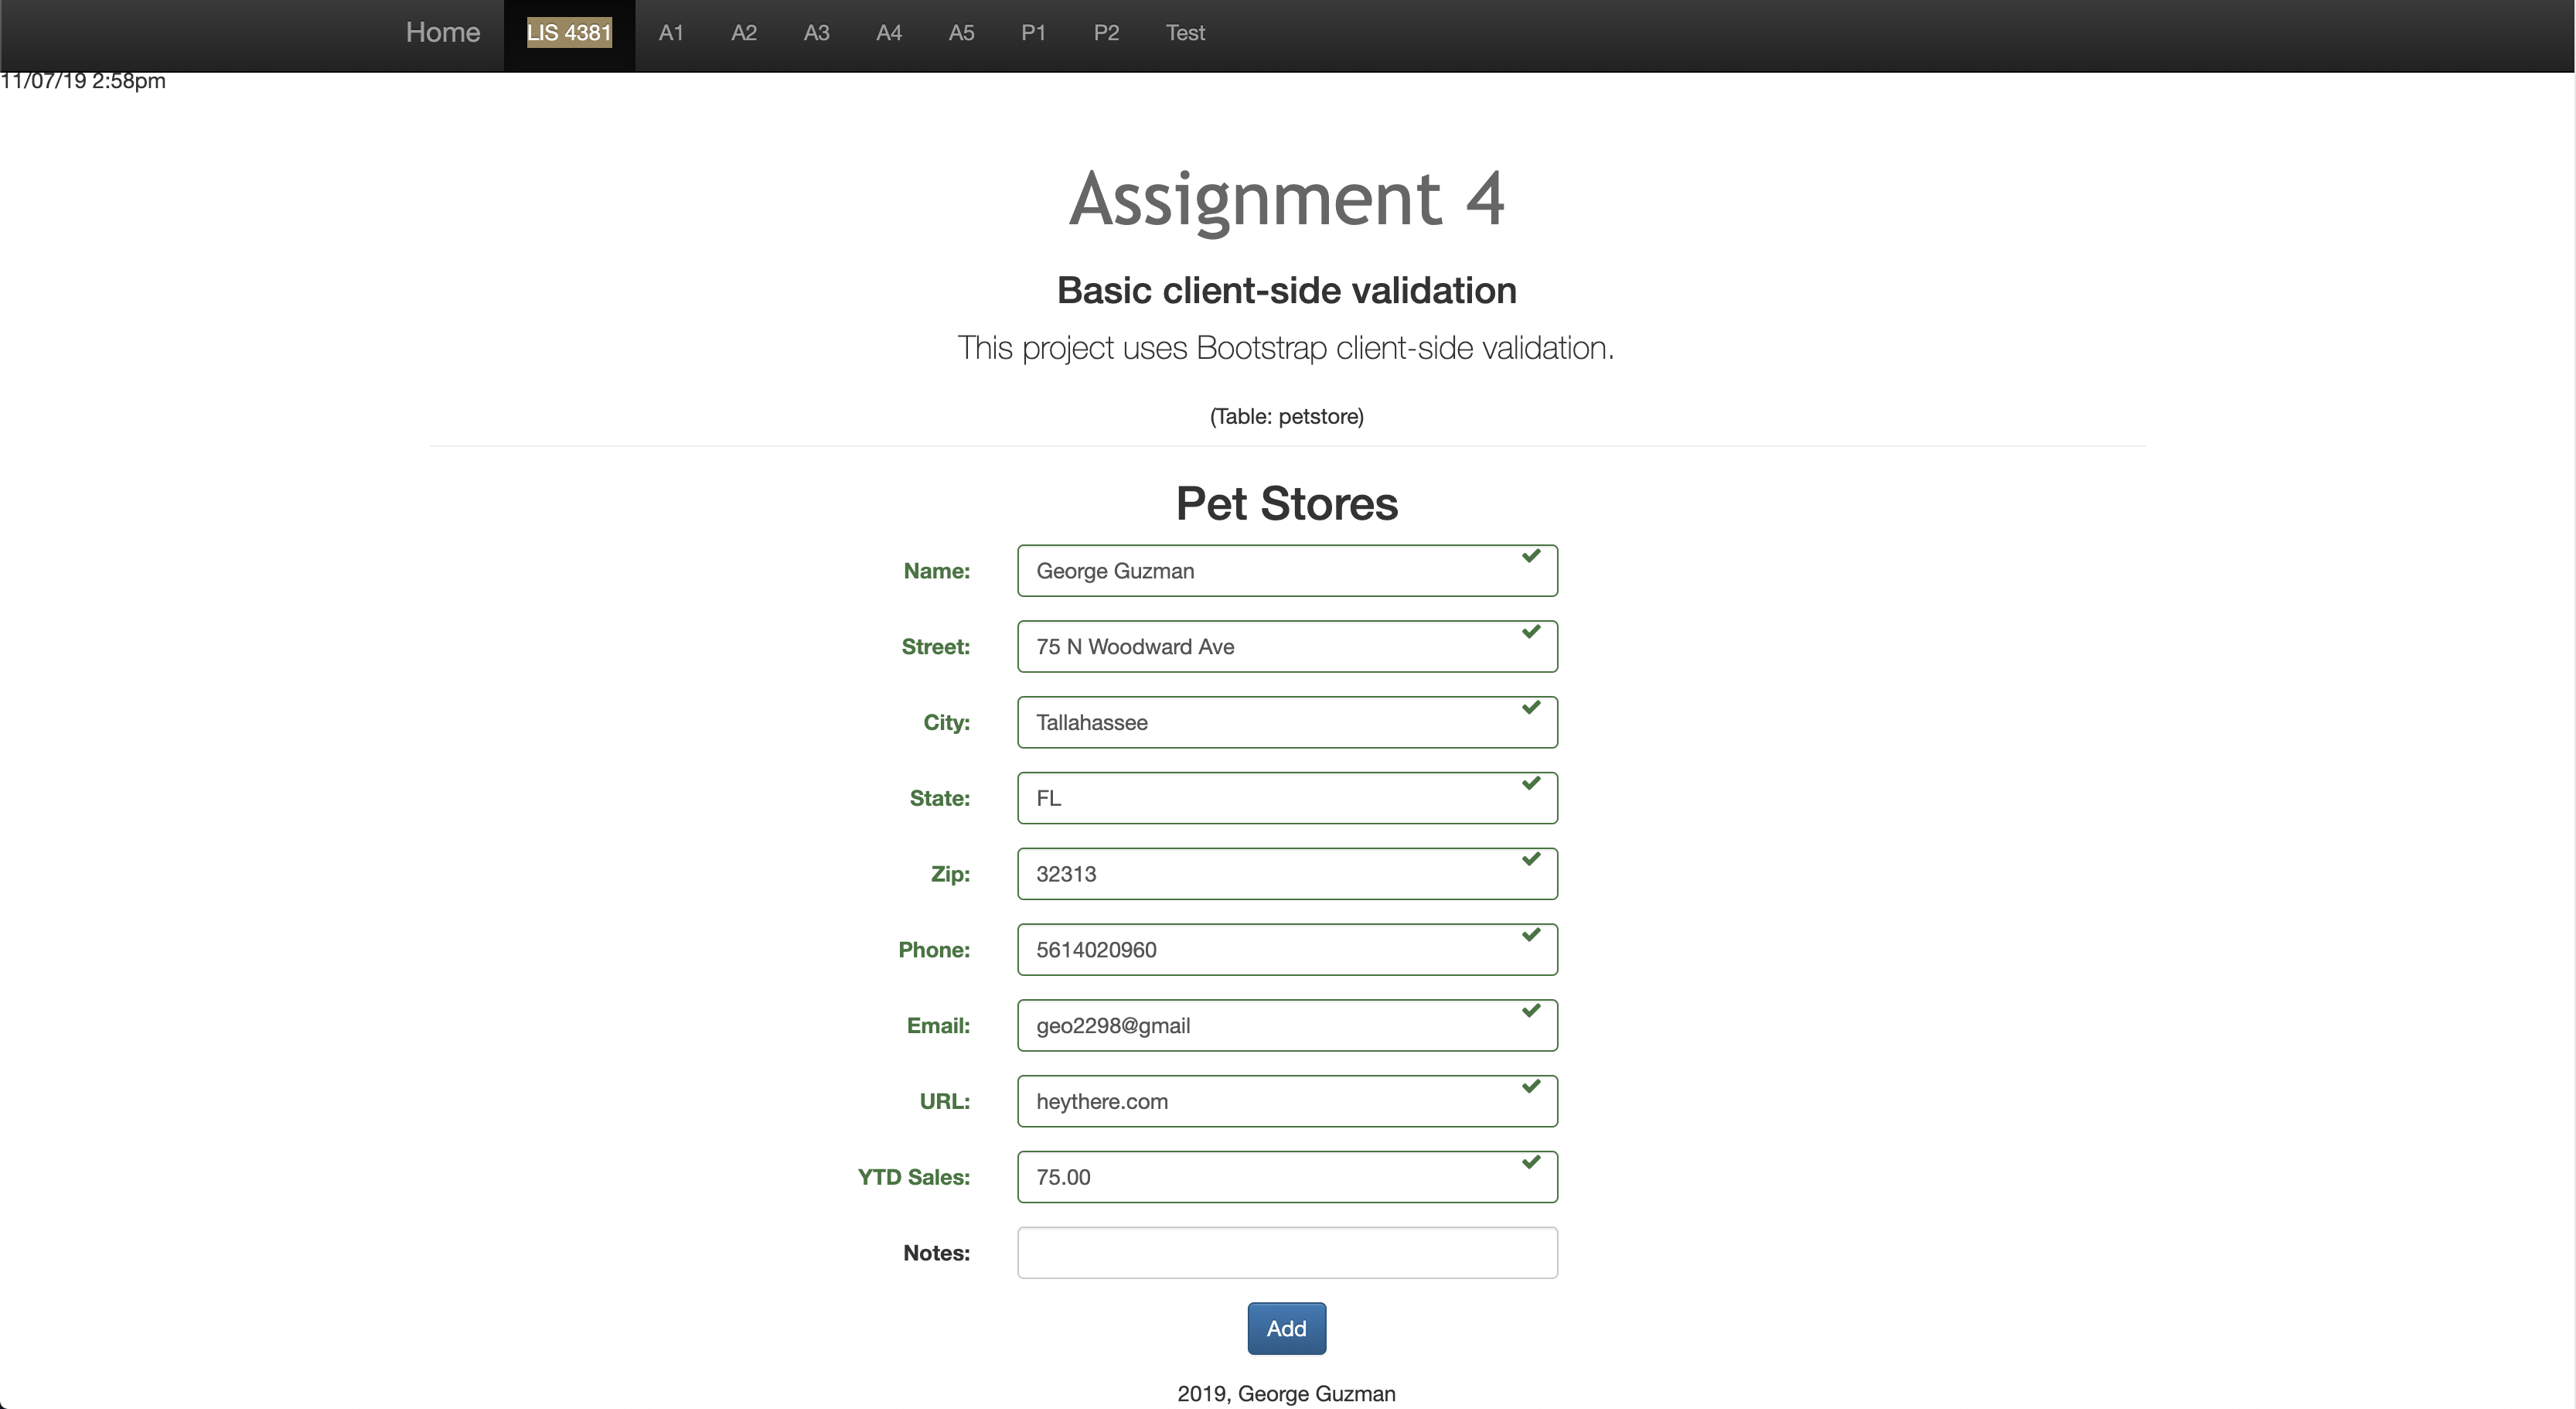 Home LIS 4381 A1 A2 A3 A4 A5 P1 P2 Test
11/07/19 2:58pm
Assignment 4
Basic client-side validation
This project uses Bootstrap client-side validation.
(Table: petstore)
Pet Stores
Name: George Guzman
Street: 75 N Woodward Ave
City: Tallahassee
State: FL
Zip: 32313
Phone: 5614020960
Email: geo2298@gmail
URL: heythere.com
YTD Sales: 75.00
Notes:
Add
2019, George Guzman